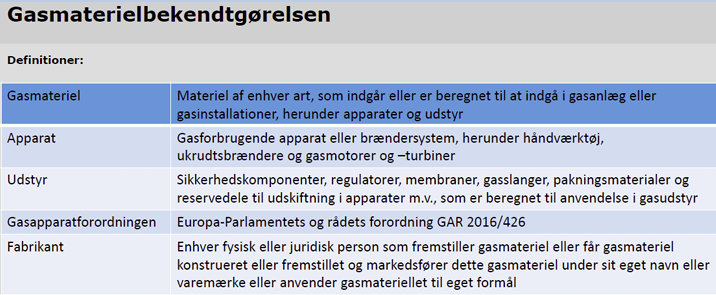 Gasmaterielbekendtgørelsen
Definitioner:
Gasmateriel Materiel af enhver art, som indgår eller er beregnet til at indgå i gasanlæg eller
gasinstallationer, herunder apparater og udstyr
Apparat Gasforbrugende apparat eller brændersystem, herunder håndværktøj,
ukrudtsbrændere og gasmotorer og –turbiner
Udstyr Sikkerhedskomponenter, regulatorer, membraner, gasslanger, pakningsmaterialer og
reservedele til udskiftning i apparater m.v., som er beregnet til anvendelse i gasudstyr
Gasapparatforordningen Europa-Parlamentets og rådets forordning GAR 2016/426
Fabrikant Enhver fysisk eller juridisk person som fremstiller gasmateriel eller får gasmateriel
konstrueret eller fremstillet og markedsfører dette gasmateriel under sit eget navn eller
varemærke eller anvender gasmateriellet til eget formål